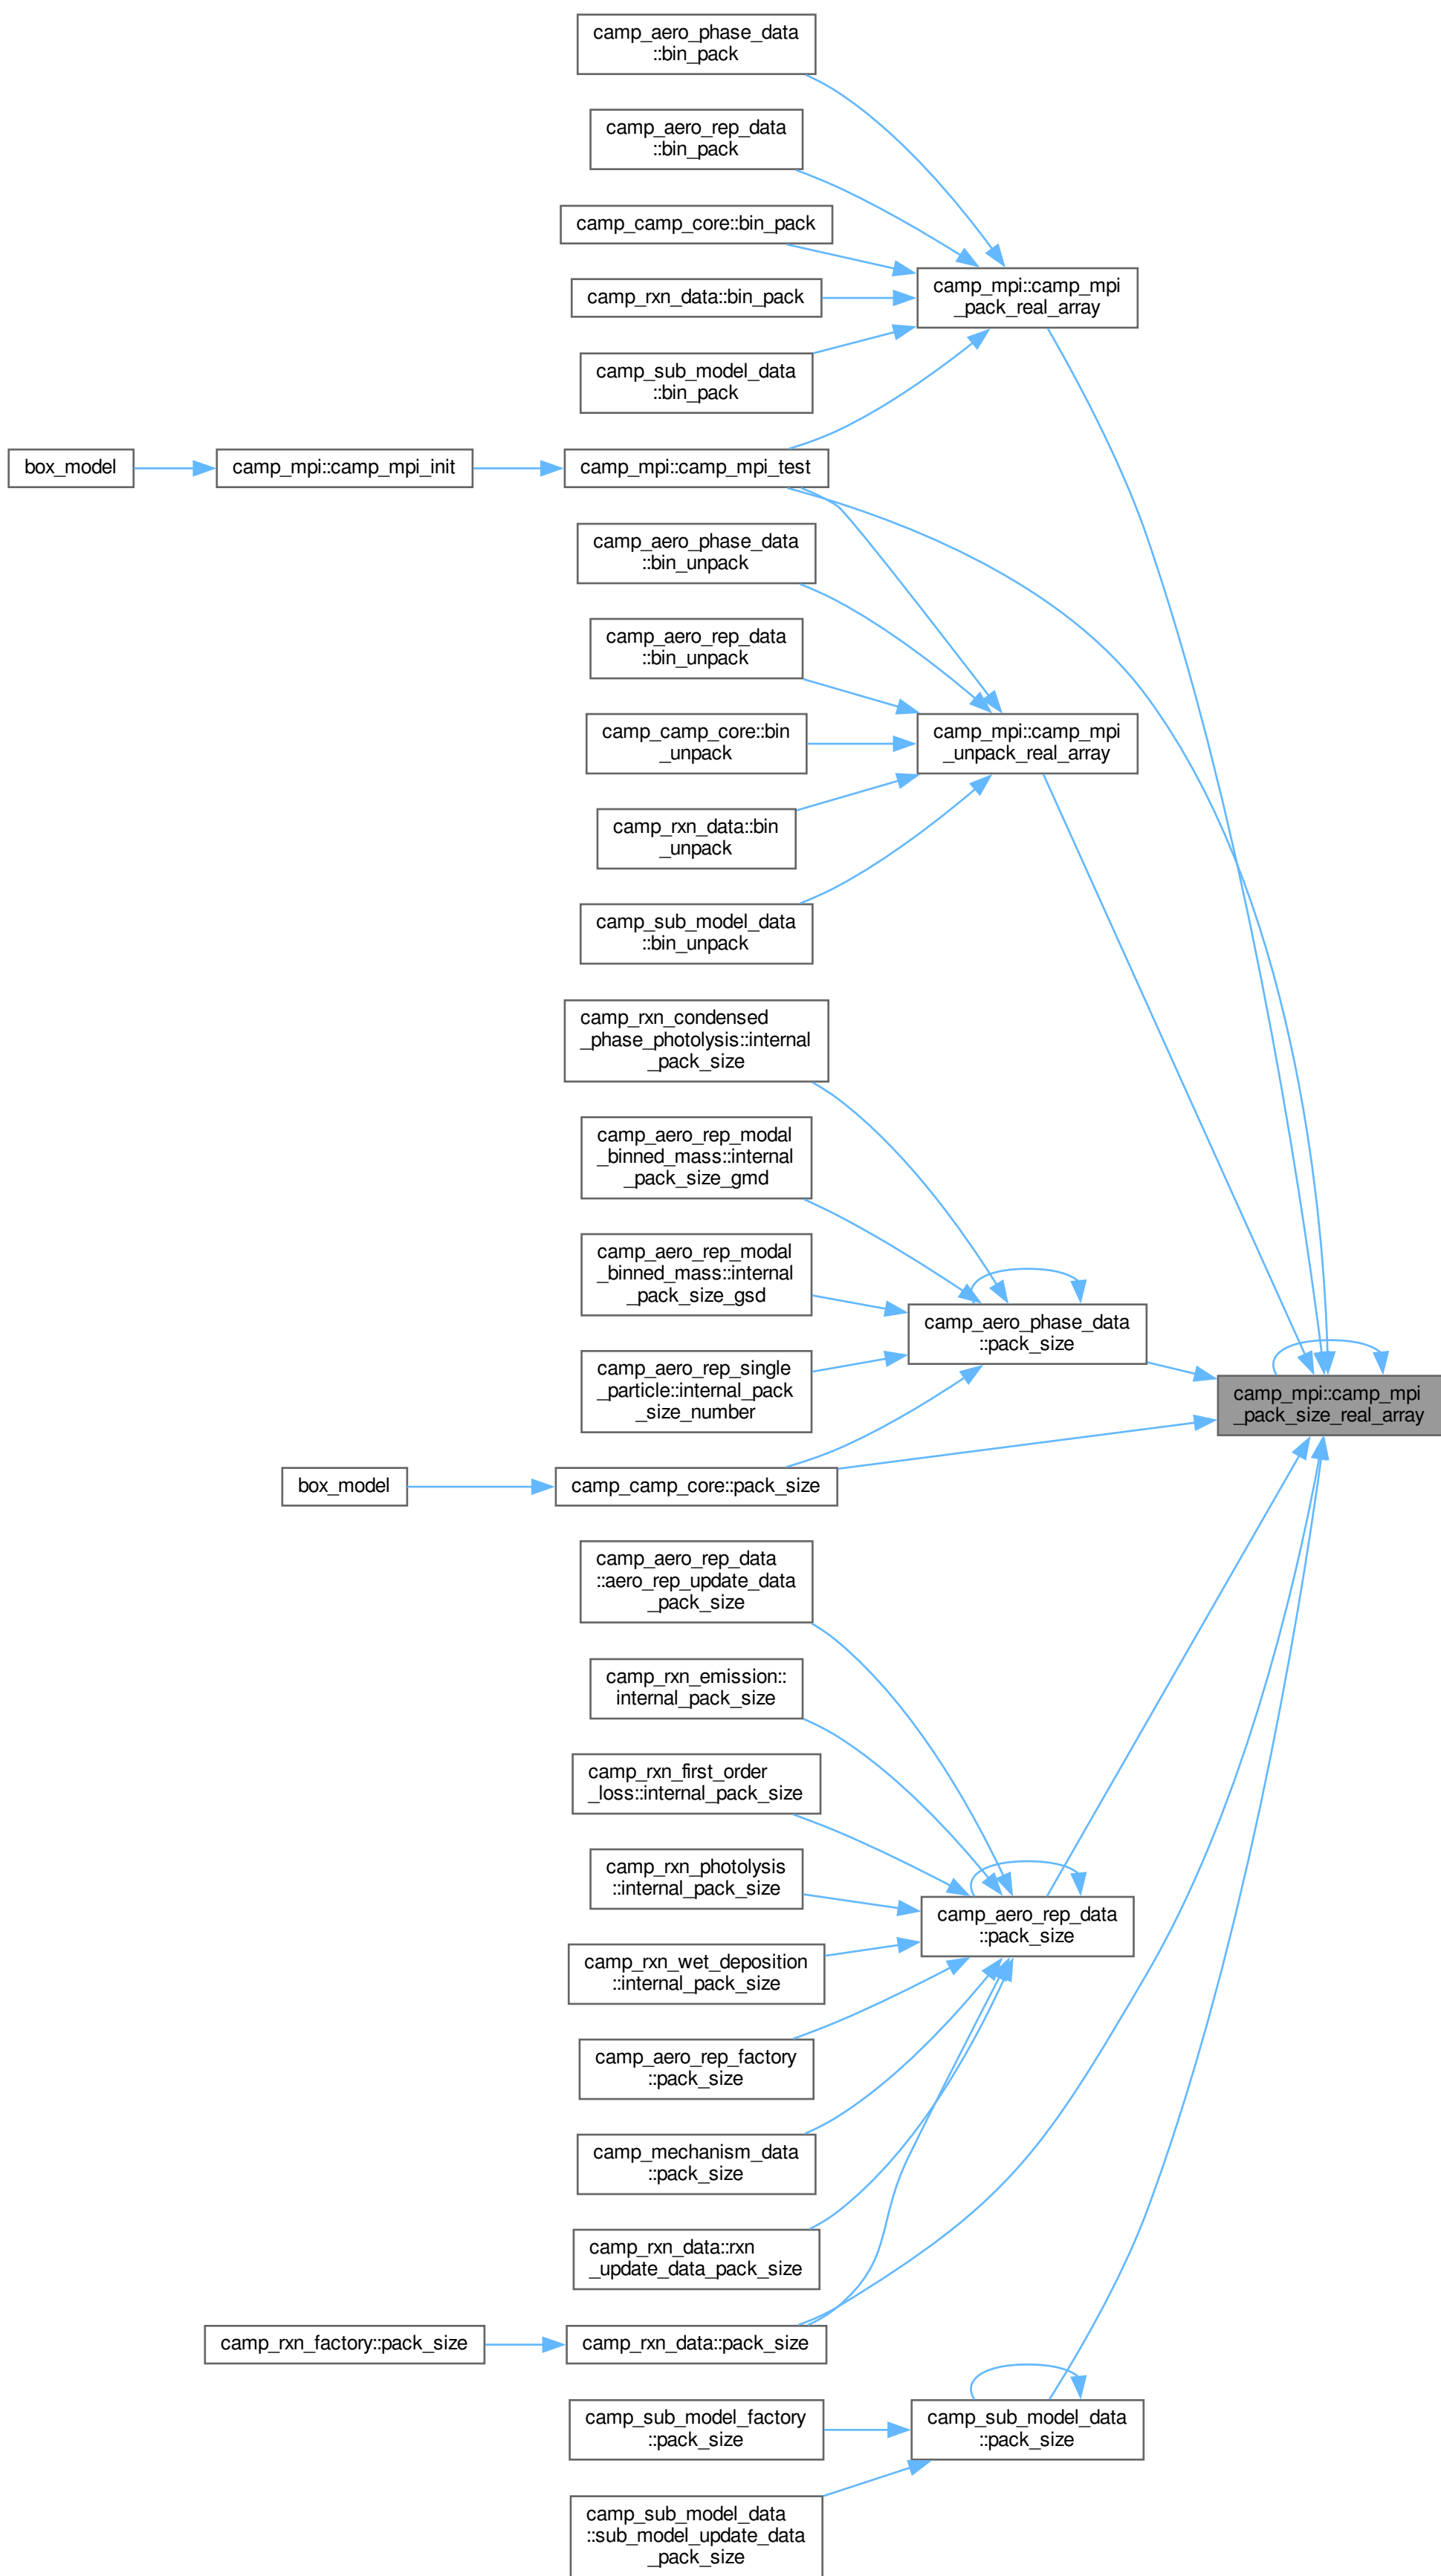 camp_aero_phase_data
::bin_pack
camp_aero_rep_data
::bin_pack
camp_camp_core::bin_pack
camp_mpi::camp_mpi
_pack_real_array
camp_rxn_data::bin_pack
camp_sub_model_data
::bin_pack
box_model
camp_mpi::camp_mpi_init
camp_mpi::camp_mpi_test
camp_aero_phase_data
::bin_unpack
camp_aero_rep_data
::bin_unpack
camp_camp_core::bin
_unpack
camp_mpi::camp_mpi
_unpack_real_array
camp_rxn_data::bin
_unpack
camp_sub_model_data
::bin_unpack
camp_rxn_condensed
_phase_photolysis::internal
_pack_size
camp_aero_rep_modal
_binned_mass::internal
_pack_size_gmd
camp_aero_rep_modal
_binned_mass::internal
_pack_size_gsd
camp_aero_phase_data
::pack_size
camp_aero_rep_single
_particle::internal_pack
_size_number
camp_mpi::camp_mpi
_pack_size_real_array
box_model
camp_camp_core::pack_size
camp_aero_rep_data
::aero_rep_update_data
_pack_size
camp_rxn_emission::
internal_pack_size
camp_rxn_first_order
_loss::internal_pack_size
camp_rxn_photolysis
::internal_pack_size
camp_aero_rep_data
::pack_size
camp_rxn_wet_deposition
::internal_pack_size
camp_aero_rep_factory
::pack_size
camp_mechanism_data
::pack_size
camp_rxn_data::rxn
_update_data_pack_size
camp_rxn_factory::pack_size
camp_rxn_data::pack_size
camp_sub_model_factory
::pack_size
camp_sub_model_data
::pack_size
camp_sub_model_data
::sub_model_update_data
_pack_size